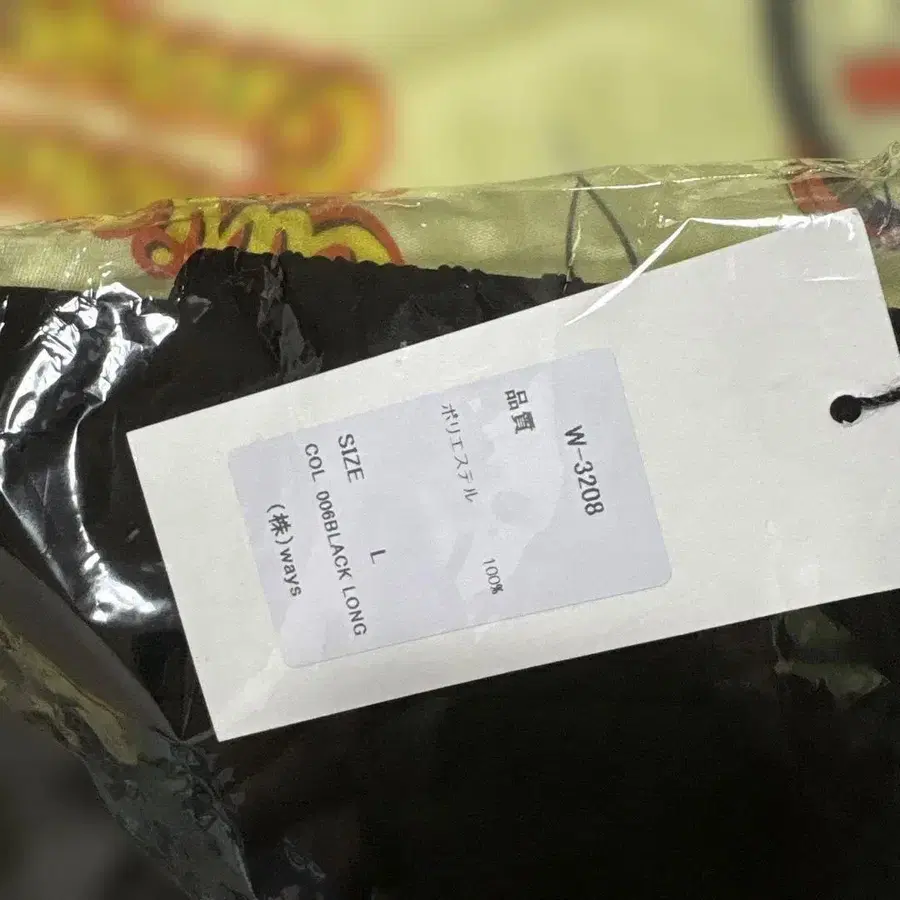 W-3208
品質
ポリエステル 100%
SIZE L
COL 006BLACK LONG
(株)ways